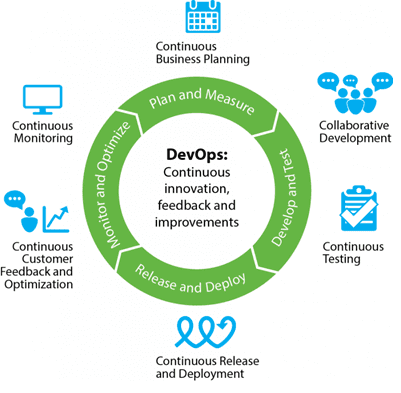 Continuous
Business Planning
Plan and Measure
Continuous
Monitoring
Collaborative
Development
Monitor and Optimize
DevOps:
Continuous
innovation,
feedback and
improvements
Develop and Test
Continuous
Customer
Feedback and
Optimization
Continuous
Testing
Release and Deploy
Continuous Release
and Deployment